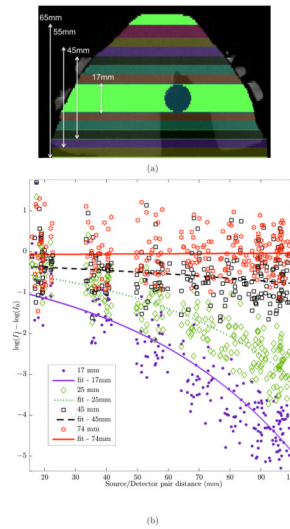 65mm
55mm
45mm
17mm
(a)
1
0
-1
-2
-3
-4
-5
log(I_f) − log(I_0)
17 mm
fit - 17mm
25 mm
fit - 25mm
45 mm
fit - 45mm
74 mm
fit - 74mm
20
30
40
50
60
70
80
90
Source/Detector pair distance (mm)
(b)